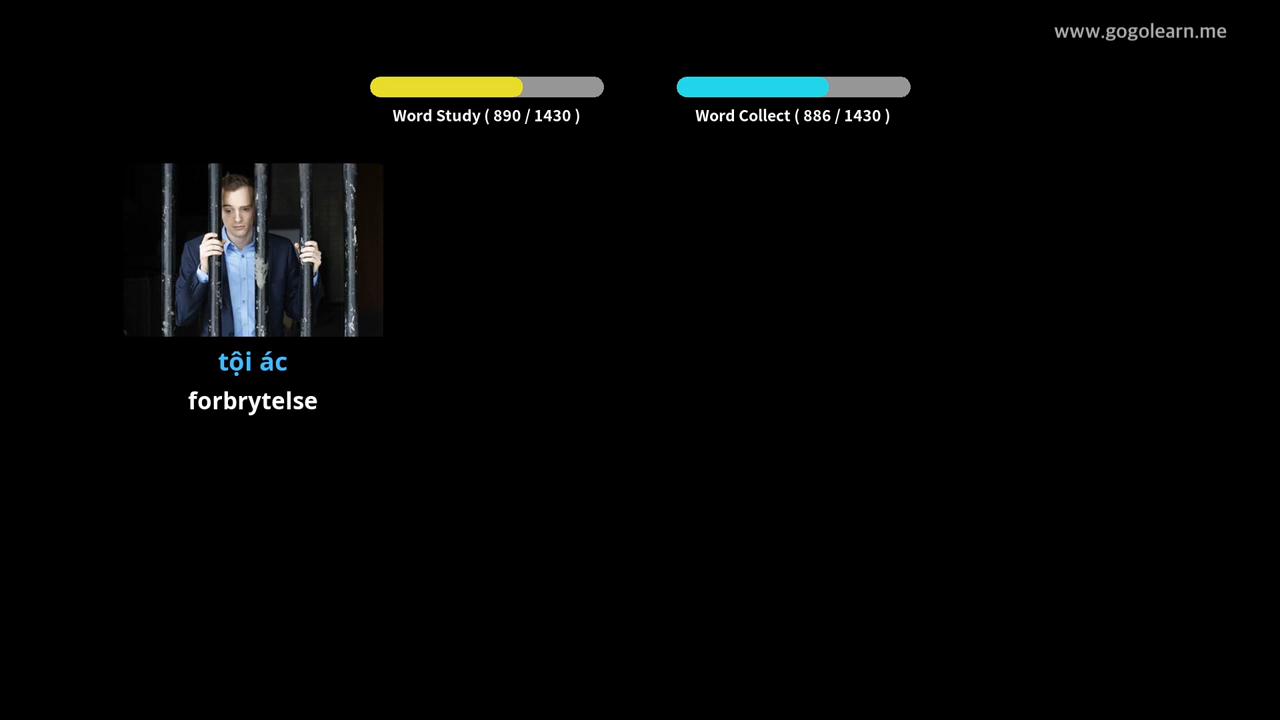 www.gogolearn.me
Word Study ( 890 / 1430 )
Word Collect ( 886 / 1430 )
tội ác
forbrytelse